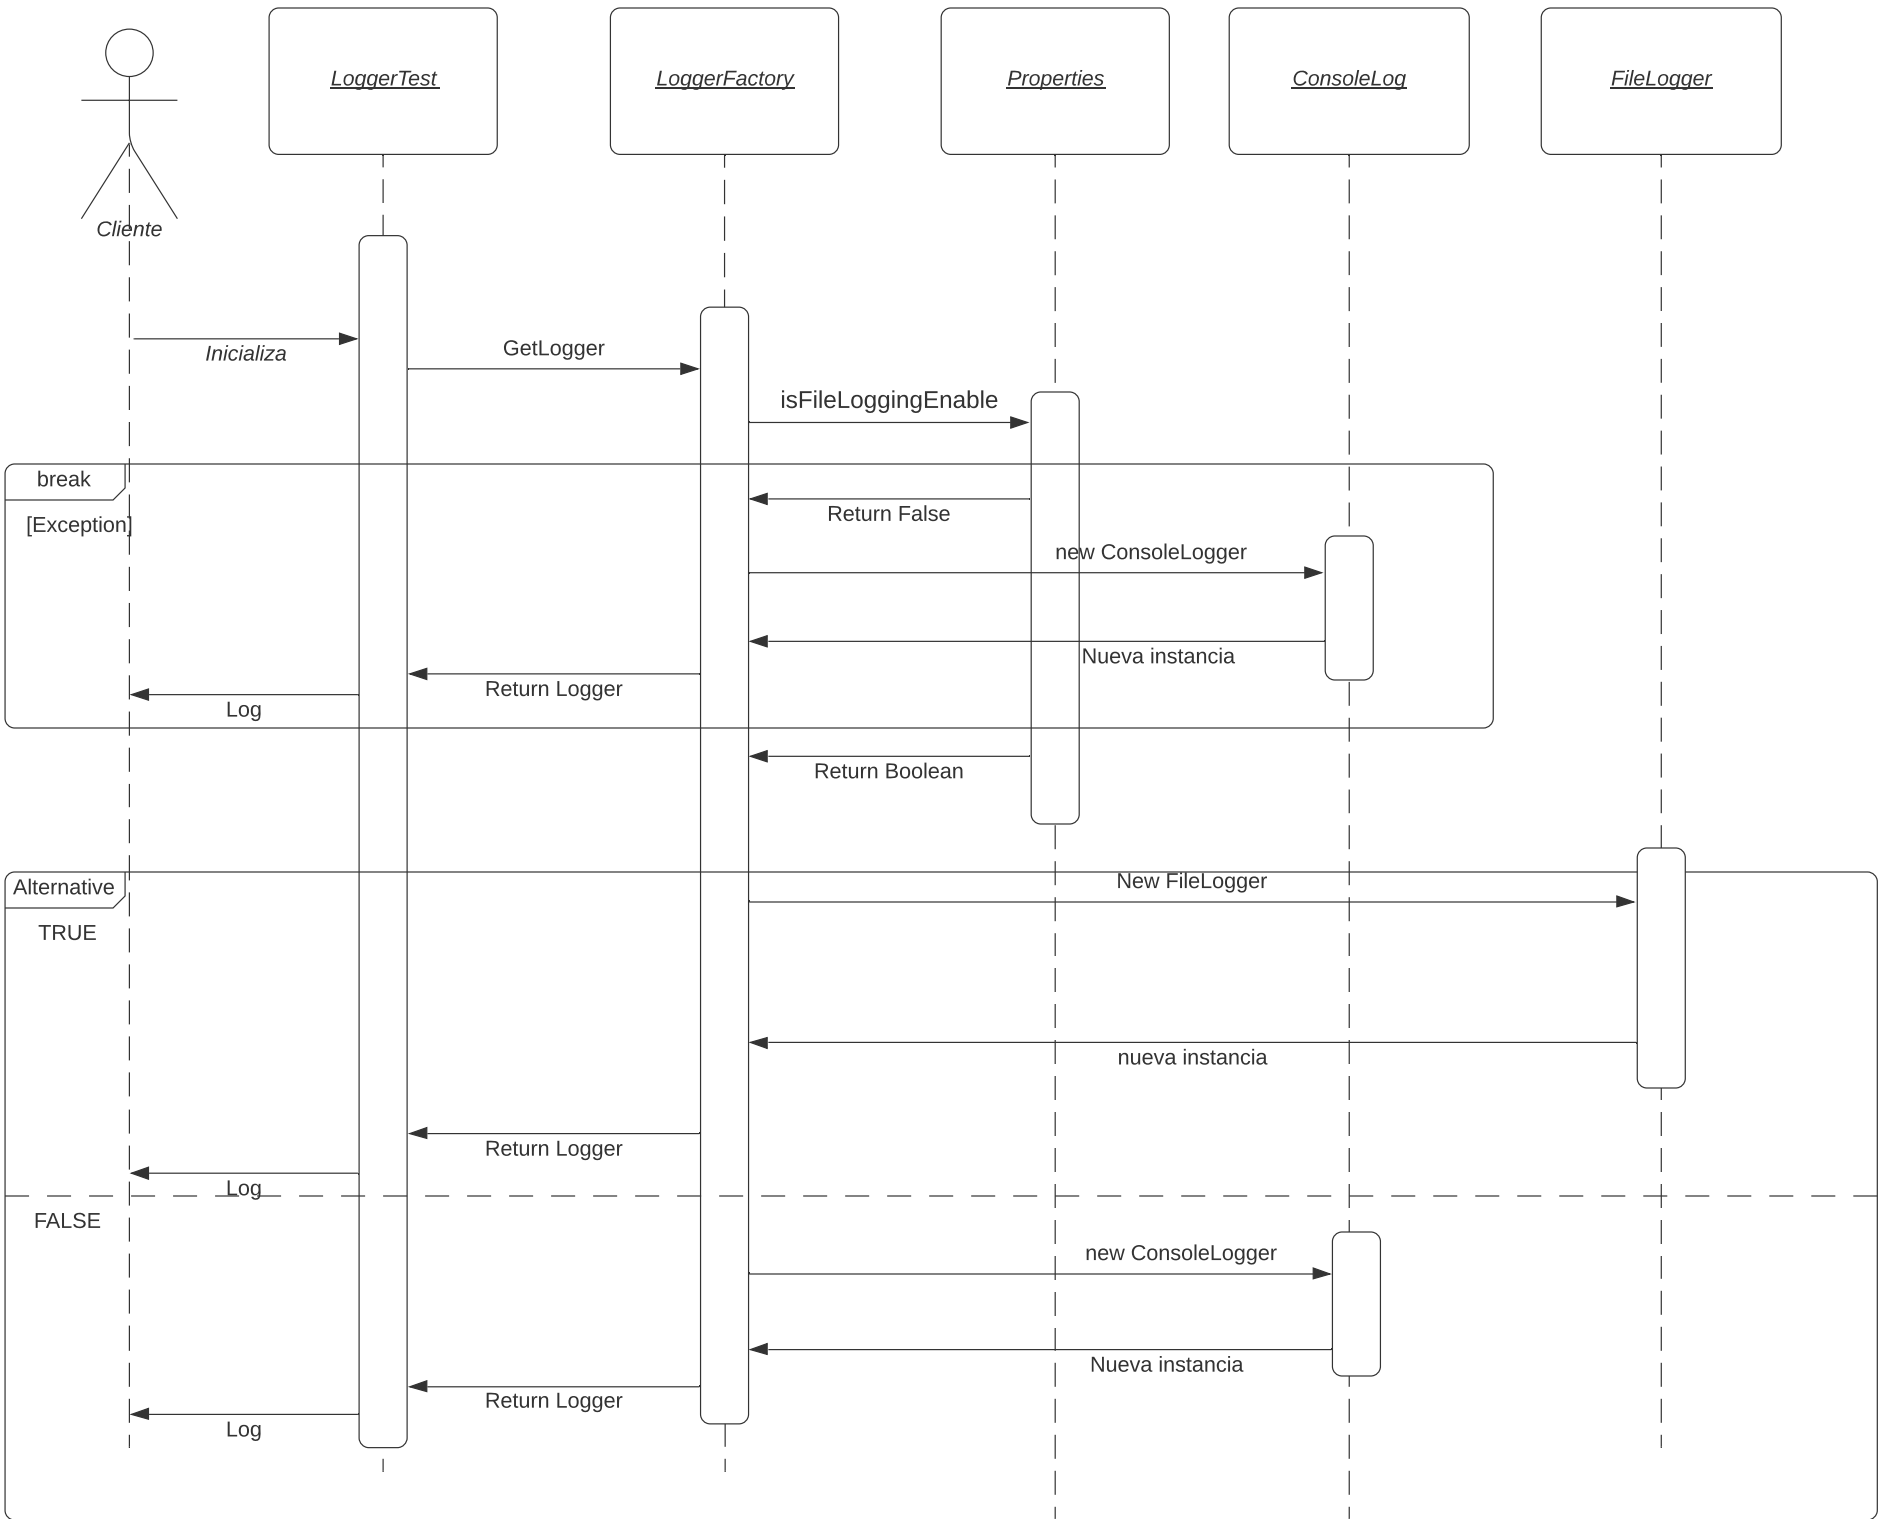 LoggerTest
LoggerFactory
Properties
ConsoleLog
FileLogger
Cliente
Inicializa
GetLogger
isFileLoggingEnable
break
[Exception]
Return False
new ConsoleLogger
Nueva instancia
Return Logger
Log
Return Boolean
Alternative
New FileLogger
TRUE
nueva instancia
Return Logger
Log
FALSE
new ConsoleLogger
Nueva instancia
Return Logger
Log